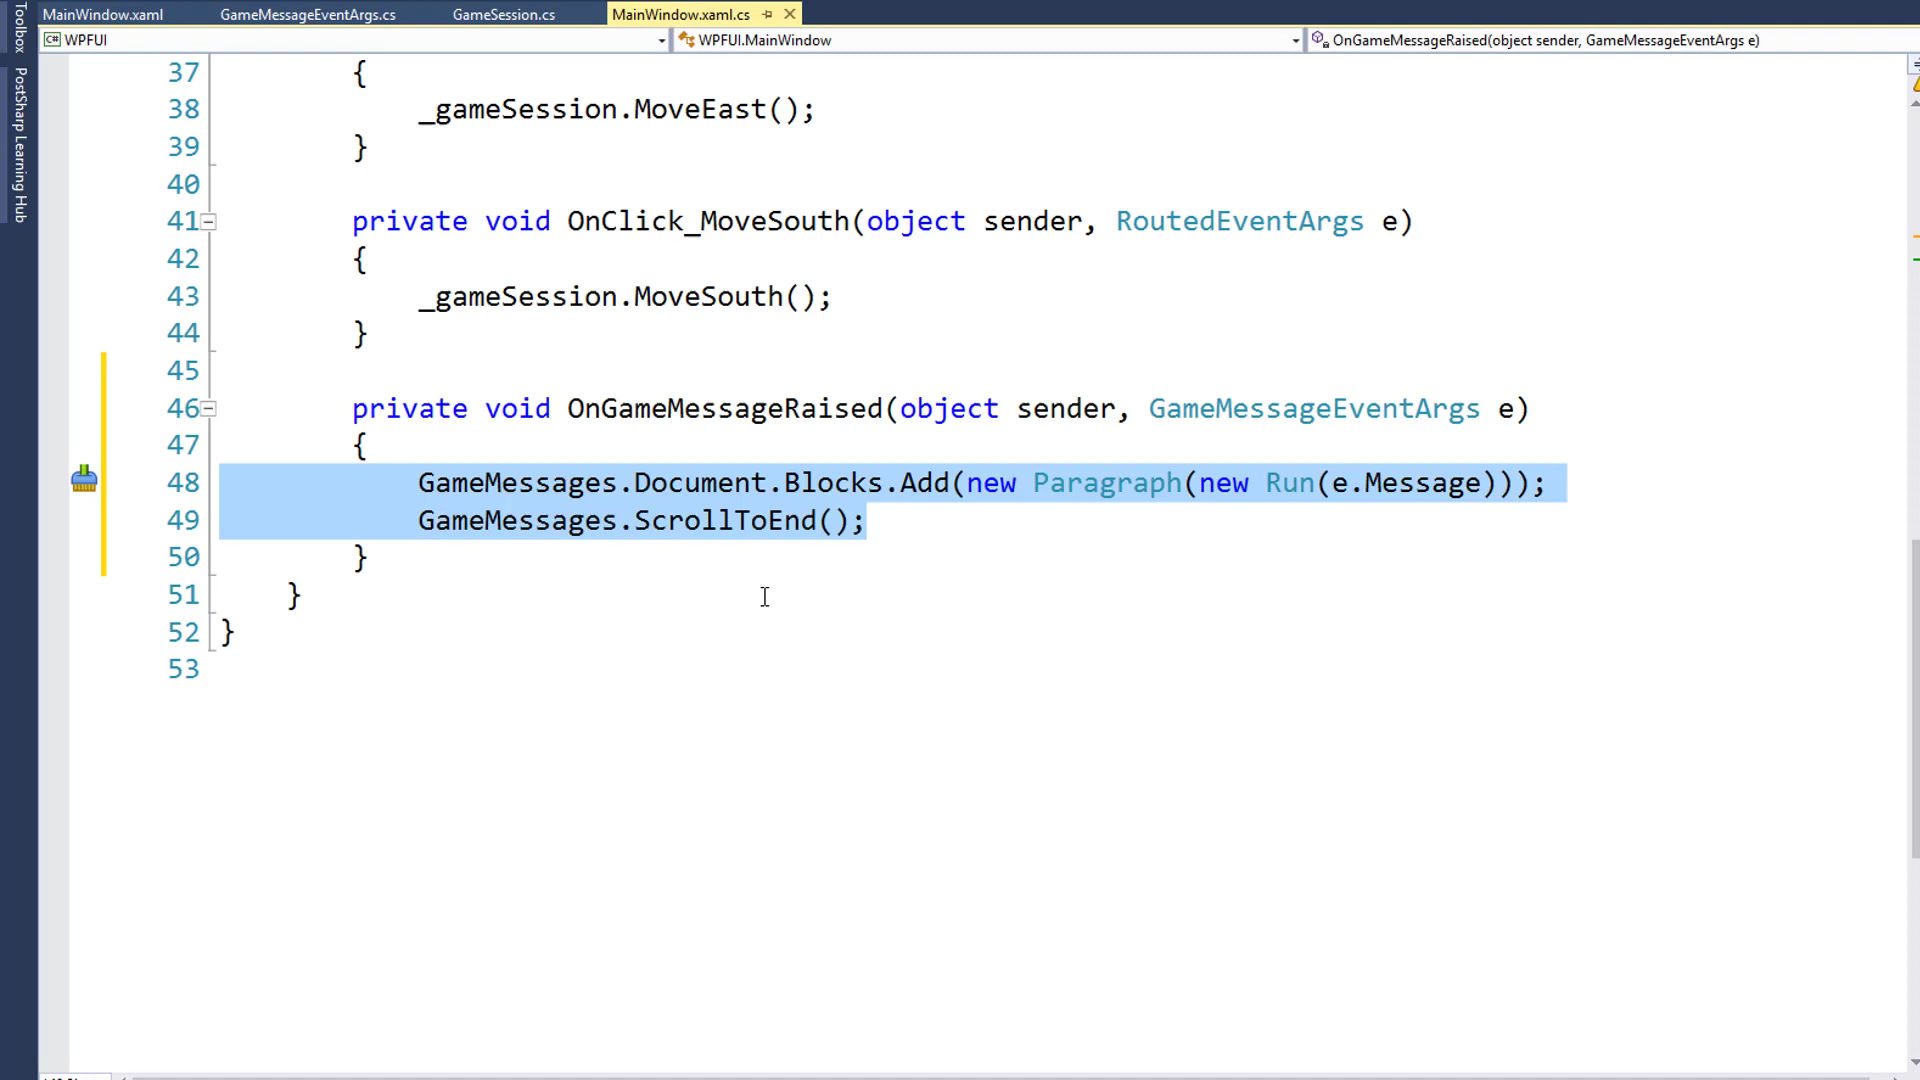 MainWindow.xaml GameMessageEventArgs.cs GameSession.cs MainWindow.xaml.cs
WPFUI WPFUI.MainWindow OnGameMessageRaised(object sender, GameMessageEventArgs e)
Toolbox
PostSharp Learning Hub
37 {
38 _gameSession.MoveEast();
39 }
40
41 private void OnClick_MoveSouth(object sender, RoutedEventArgs e)
42 {
43 _gameSession.MoveSouth();
44 }
45
46 private void OnGameMessageRaised(object sender, GameMessageEventArgs e)
47 {
48 GameMessages.Document.Blocks.Add(new Paragraph(new Run(e.Message)));
49 GameMessages.ScrollToEnd();
50 }
51 }
52 }
53